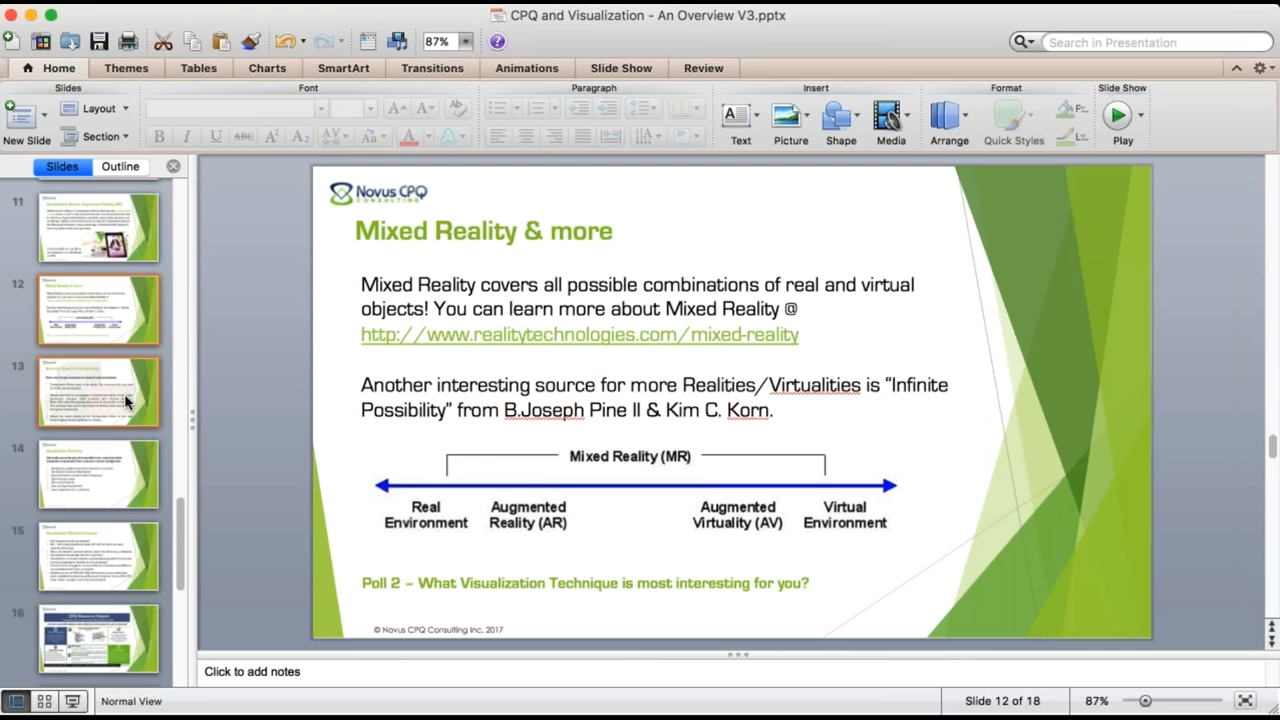 CPQ and Visualization - An Overview V3.pptx
87%
Search in Presentation
Home Themes Tables Charts SmartArt Transitions Animations Slide Show Review
Slides Font Paragraph Insert Format Slide Show
Layout
Section
New Slide
B I U ABC A A
Text Picture Shape Media Arrange Quick Styles Play
Slides Outline
11
12
13
14
15
16
NOVUS CPQ
CONSULTING
Mixed Reality & more
Mixed Reality covers all possible combinations of real and virtual
objects! You can learn more about Mixed Reality @
http://www.realitytechnologies.com/mixed-reality
Another interesting source for more Realities/Virtualities is “Infinite
Possibility” from B.Joseph Pine II & Kim C. Korn.
Mixed Reality (MR)
Real Environment
Augmented Reality (AR)
Augmented Virtuality (AV)
Virtual Environment
Poll 2 – What Visualization Technique is most interesting for you?
© Novus CPQ Consulting Inc. 2017
Click to add notes
Normal View
Slide 12 of 18
87%